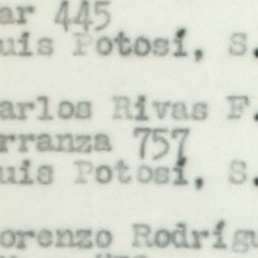 ar 445
uis Potosí, S.
arlos Rivas F.
rranza 757
uis Potosí, S.
orenzo Rodrígu